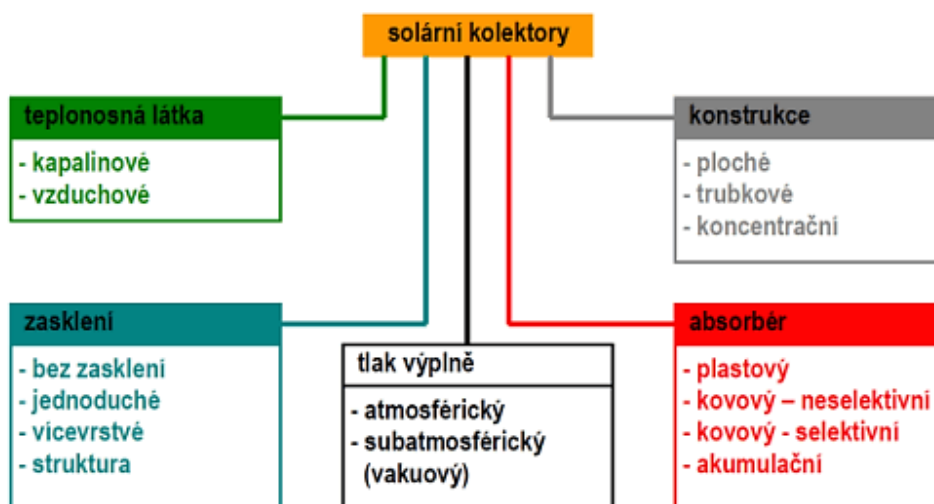 solární kolektory
teplonosná látka
- kapalinové
- vzduchové
konstrukce
- ploché
- trubkové
- koncentrační
zasklení
- bez zasklení
- jednoduché
- vícevrstvé
- struktura
tlak výplně
- atmosférický
- subatmosférický
(vakuový)
absorbér
- plastový
- kovový – neselektivní
- kovový - selektivní
- akumulační